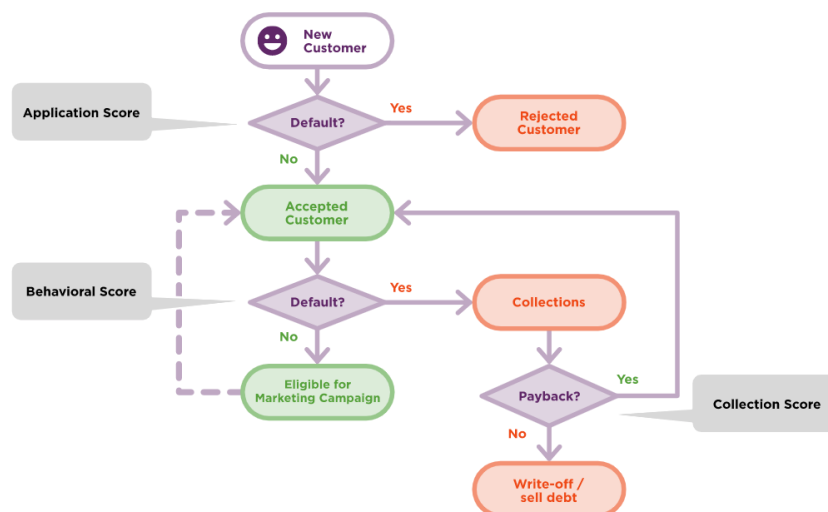 New
Customer
Application Score
Default?
Yes
Rejected
Customer
No
Accepted
Customer
Behavioral Score
Default?
Yes
Collections
No
Eligible for
Marketing Campaign
Payback?
Yes
Collection Score
No
Write-off /
sell debt